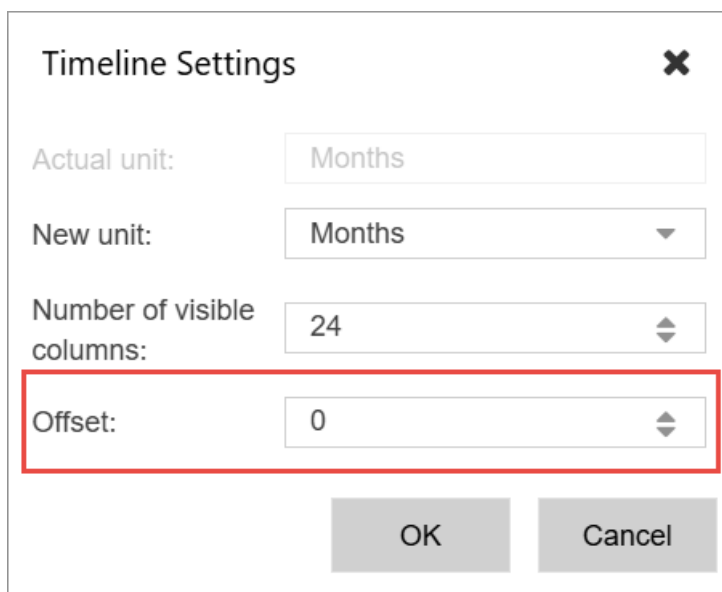 Timeline Settings
Actual unit: Months
New unit: Months
Number of visible
columns: 24
Offset: 0
OK Cancel